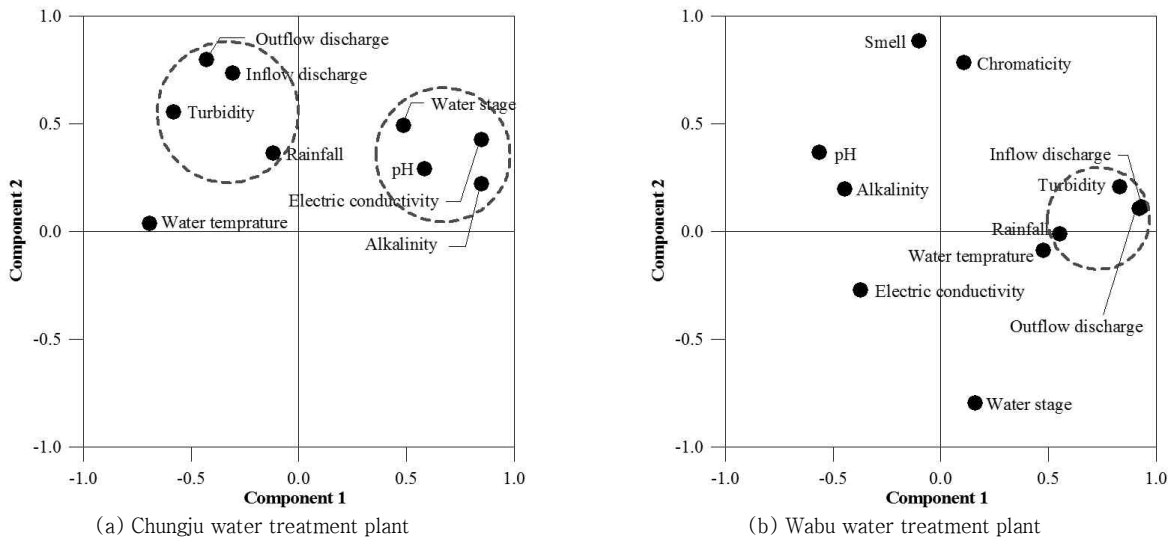 1.0
Outflow discharge
Inflow discharge
Turbidity
Rainfall
Water stage
pH
Electric conductivity
Alkalinity
Water temprature
0.5
0.0
-0.5
-1.0
Component 2
-1.0
-0.5
0.0
0.5
1.0
Component 1
(a) Chungju water treatment plant
1.0
Smell
Chromaticity
pH
Alkalinity
Inflow discharge
Turbidity
Rainfall
Water temprature
Electric conductivity
Outflow discharge
Water stage
0.5
0.0
-0.5
-1.0
Component 2
-1.0
-0.5
0.0
0.5
1.0
Component 1
(b) Wabu water treatment plant